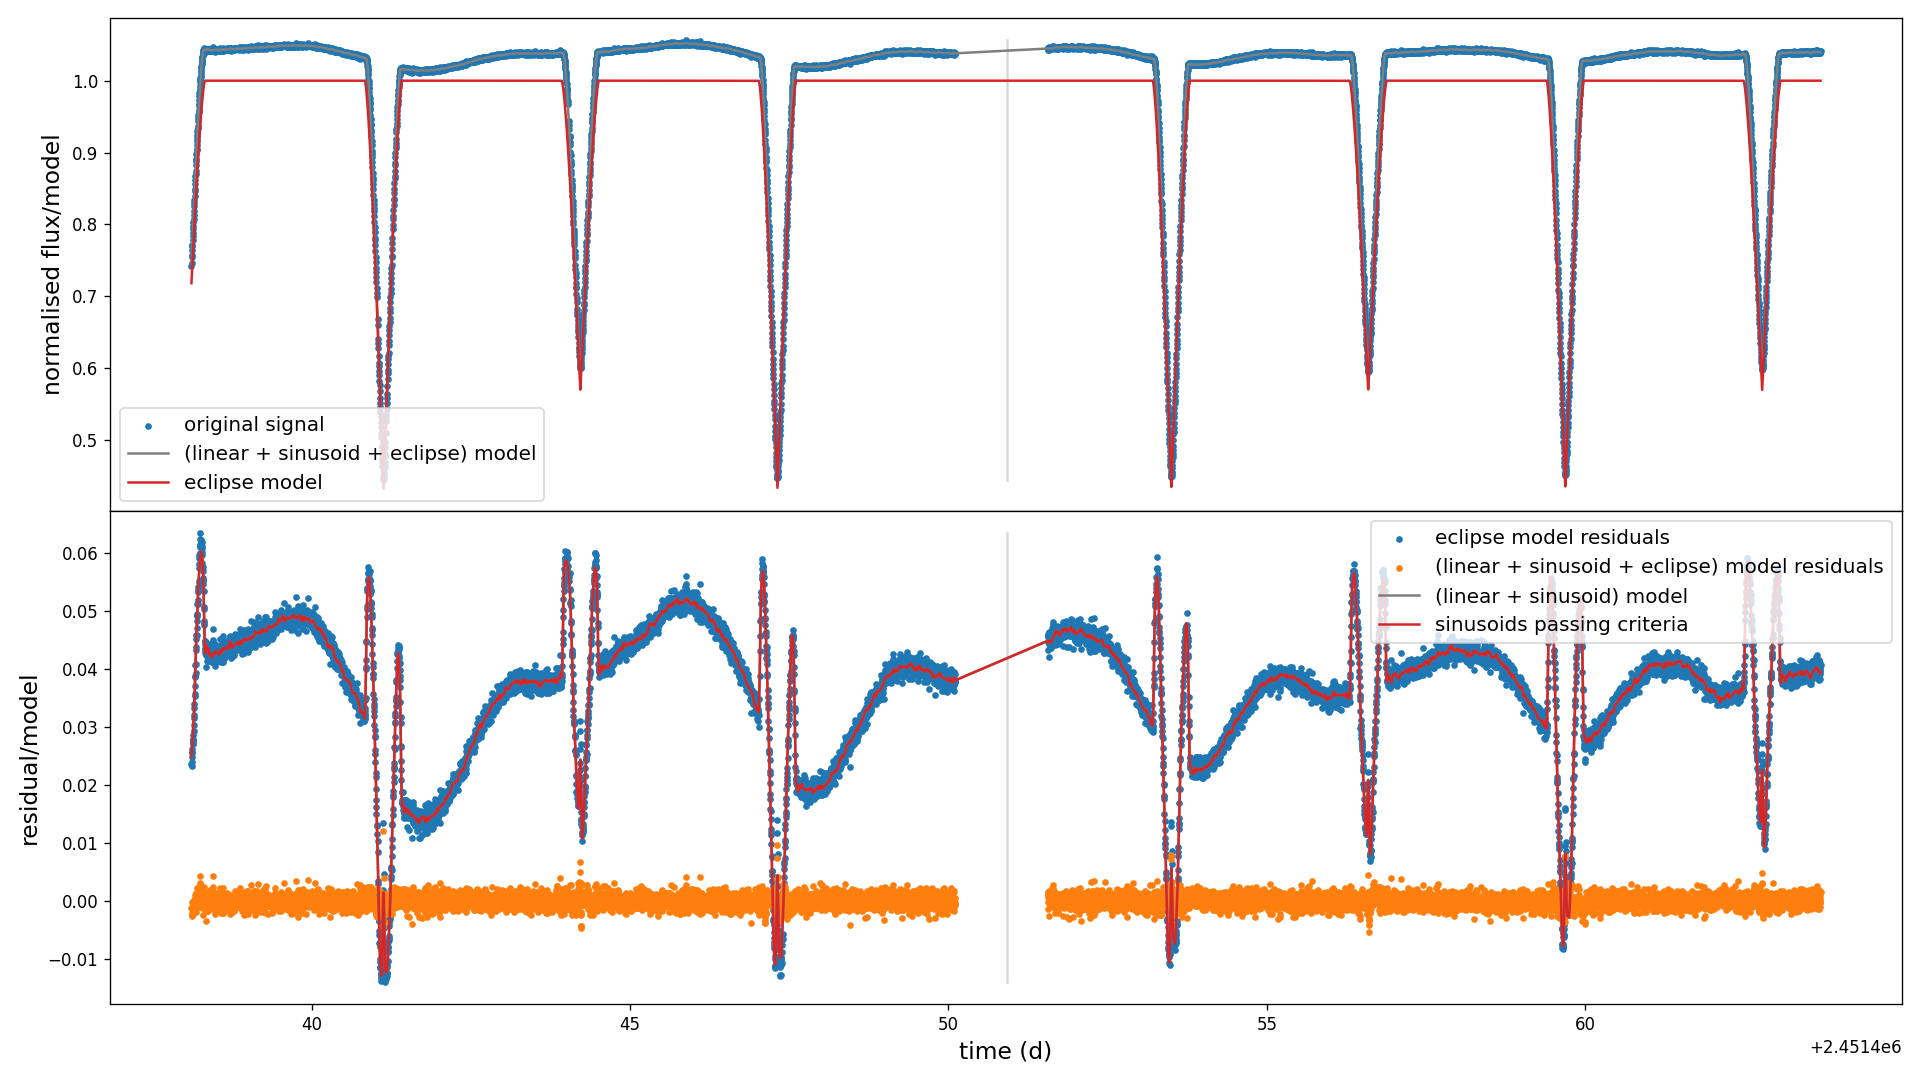 normalised flux/model
1.0
0.9
0.8
0.7
0.6
0.5
original signal
(linear + sinusoid + eclipse) model
eclipse model
residual/model
0.06
0.05
0.04
0.03
0.02
0.01
0.00
−0.01
eclipse model residuals
(linear + sinusoid + eclipse) model residuals
(linear + sinusoid) model
sinusoids passing criteria
40 45 50 55 60
time (d)
+2.4514e6